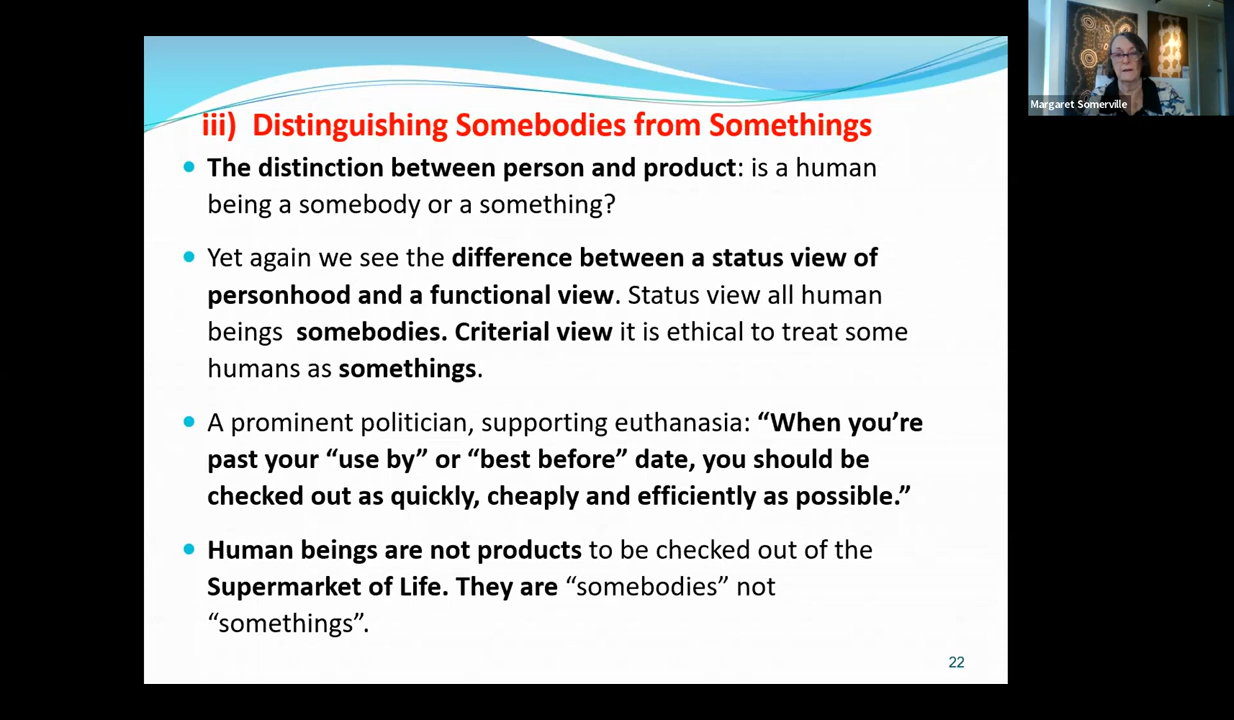 Margaret Somerville
iii)  Distinguishing Somebodies from Somethings
• The distinction between person and product: is a human
being a somebody or a something?
• Yet again we see the difference between a status view of
personhood and a functional view. Status view all human
beings  somebodies. Criterial view it is ethical to treat some
humans as somethings.
• A prominent politician, supporting euthanasia: “When you’re
past your “use by” or “best before” date, you should be
checked out as quickly, cheaply and efficiently as possible.”
• Human beings are not products to be checked out of the
Supermarket of Life. They are “somebodies” not
“somethings”.
22